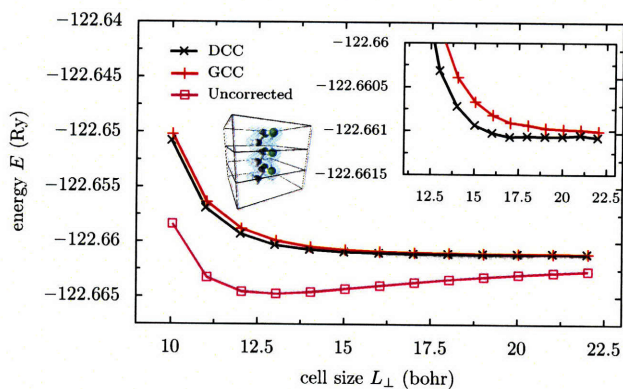 −122.64
−122.645
−122.65
−122.655
−122.66
−122.665
energy E (Ry)
DCC
GCC
Uncorrected
−122.66
−122.6605
−122.661
−122.6615
12.5 15 17.5 20 22.5
10 12.5 15 17.5 20 22.5
cell size L⊥ (bohr)